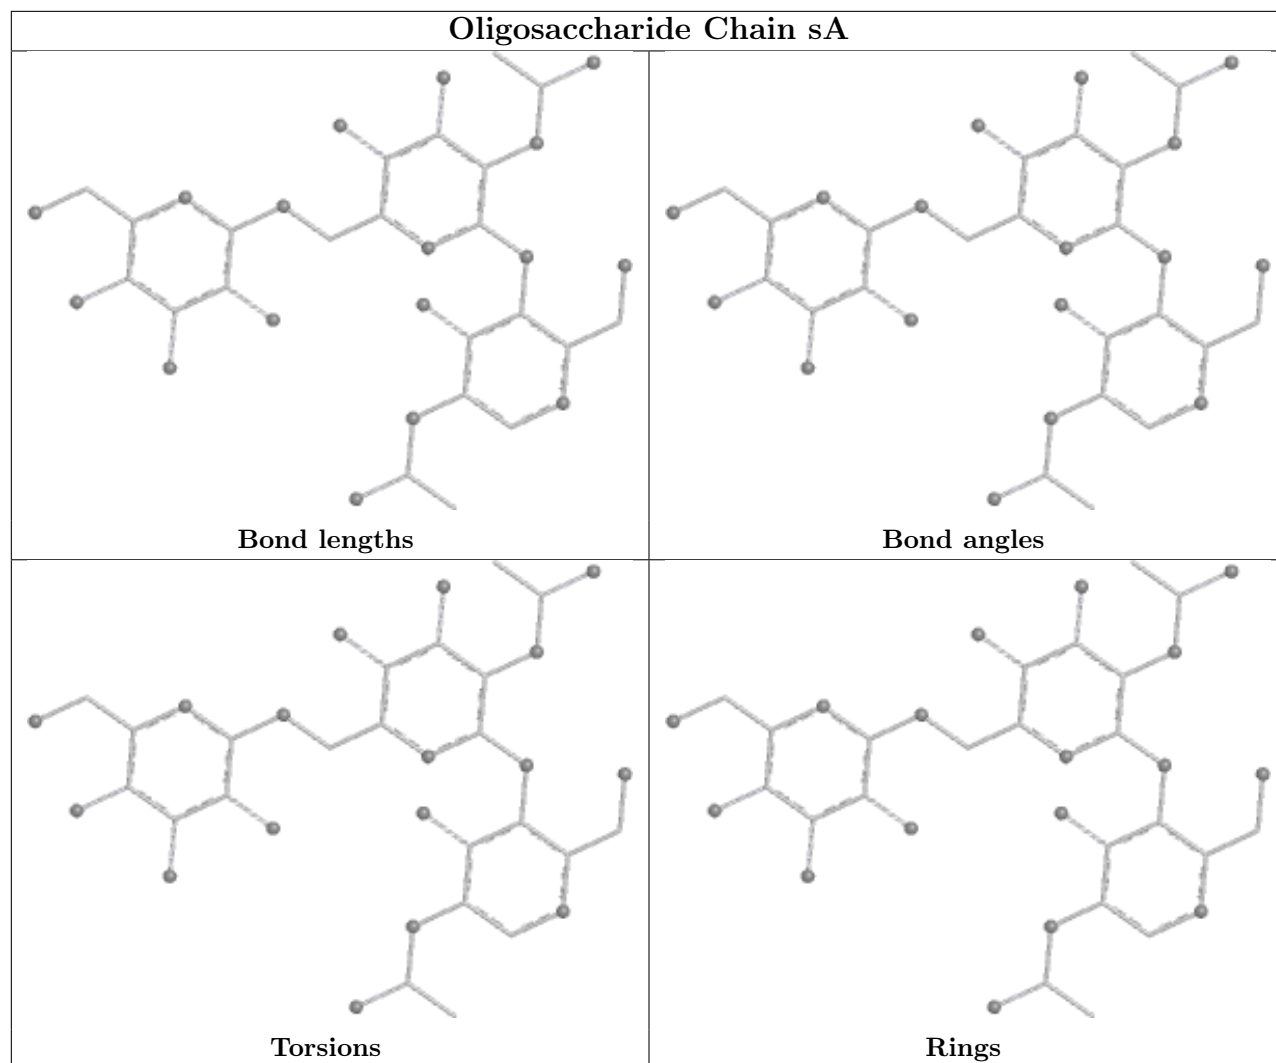 Oligosaccharide Chain sA
Bond lengths
Bond angles
Torsions
Rings